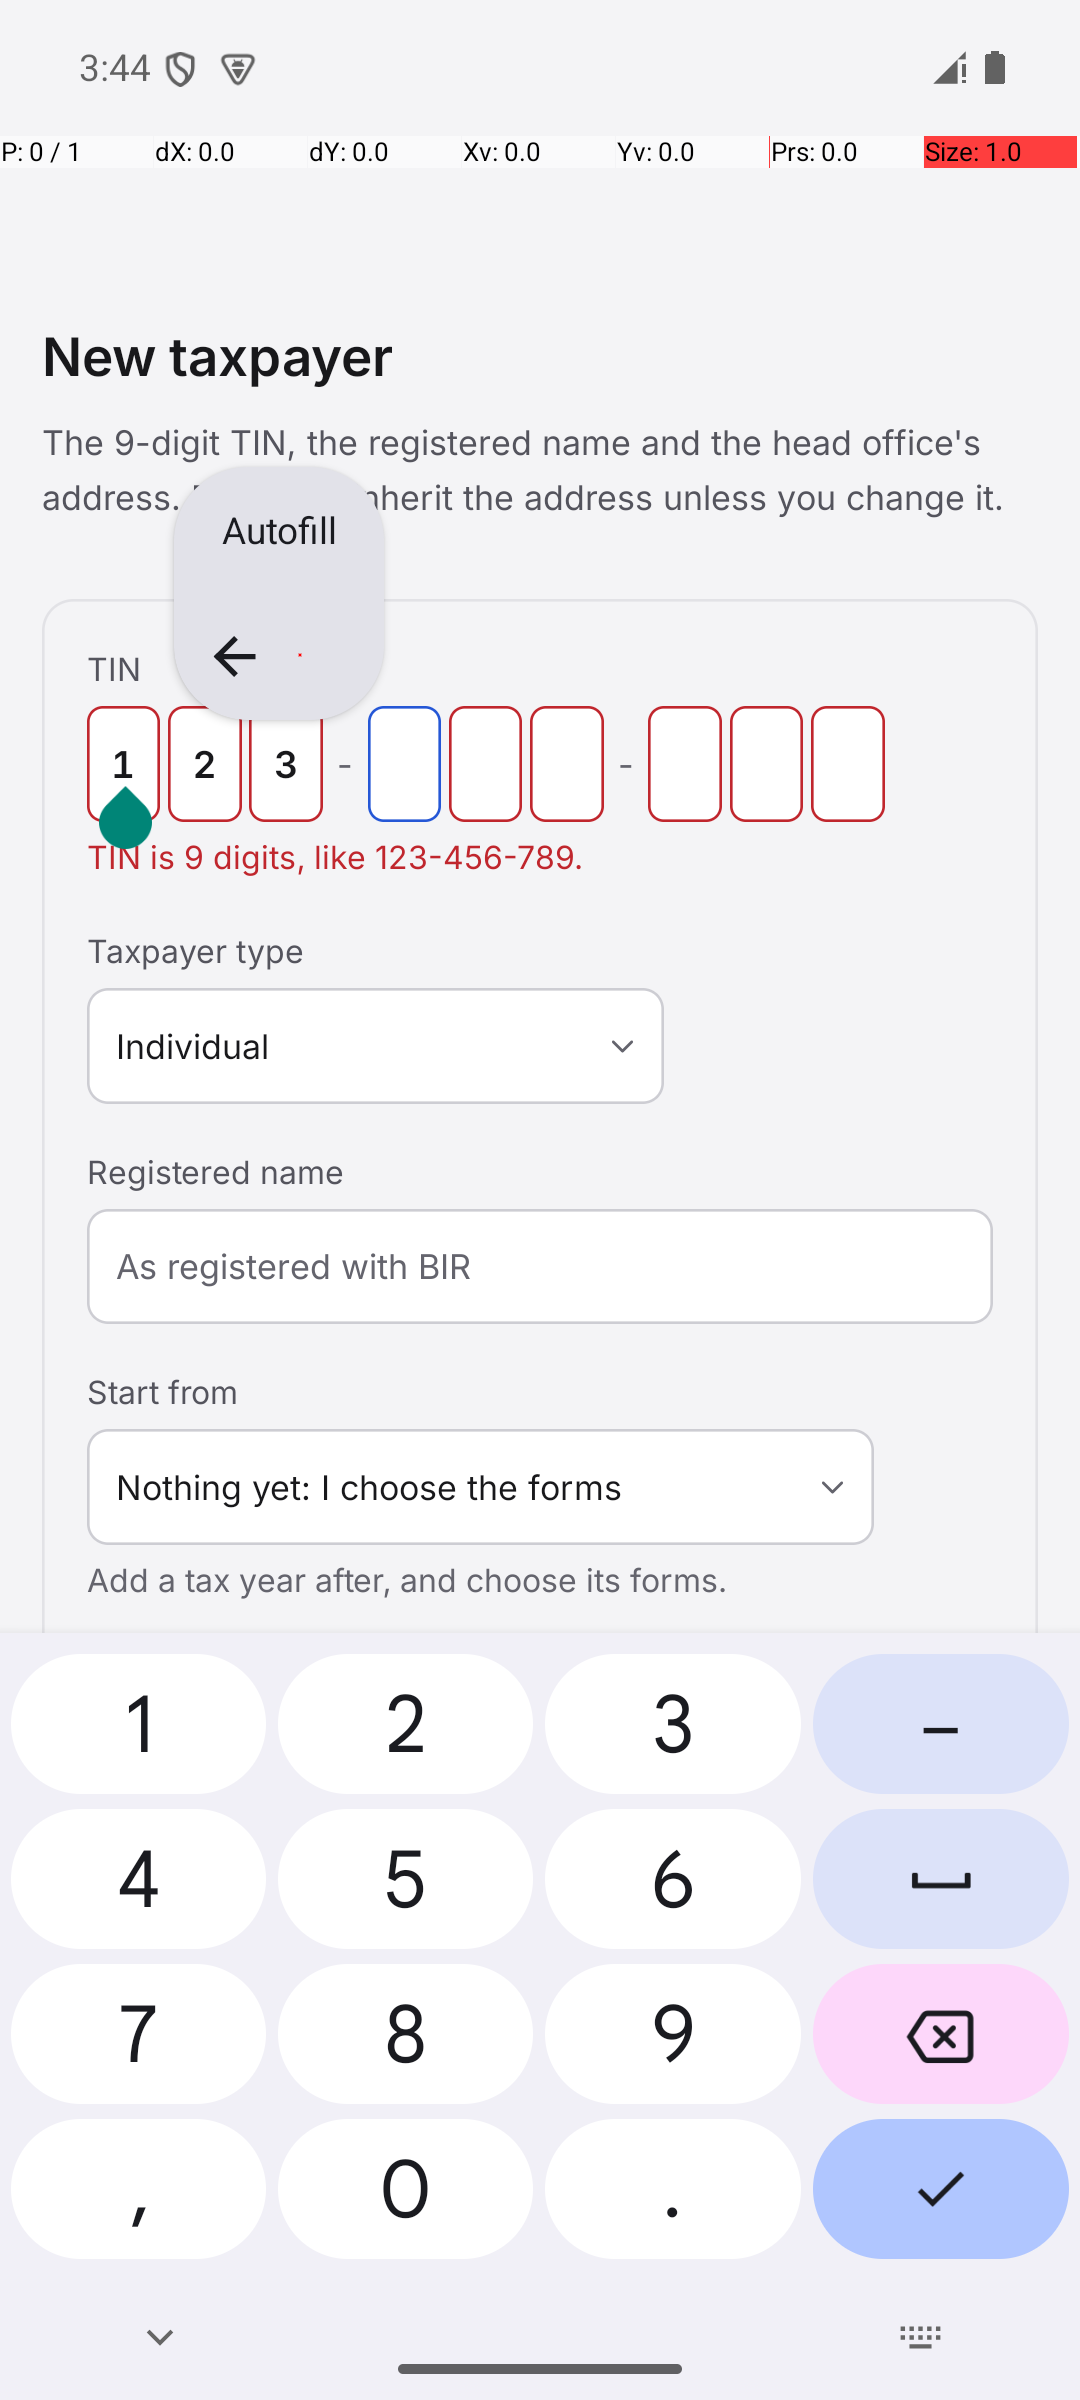 3:44
P: 0 / 1 dX: 0.0 dY: 0.0 Xv: 0.0 Yv: 0.0 Prs: 0.0 Size: 1.0
New taxpayer
The 9-digit TIN, the registered name and the head office's
address. nherit the address unless you change it.
Autofill
TIN
1 2 3 - -
TIN is 9 digits, like 123-456-789.
Taxpayer type
Individual
Registered name
As registered with BIR
Start from
Nothing yet: I choose the forms
Add a tax year after, and choose its forms.
1 2 3 –
4 5 6
7 8 9
, 0 .